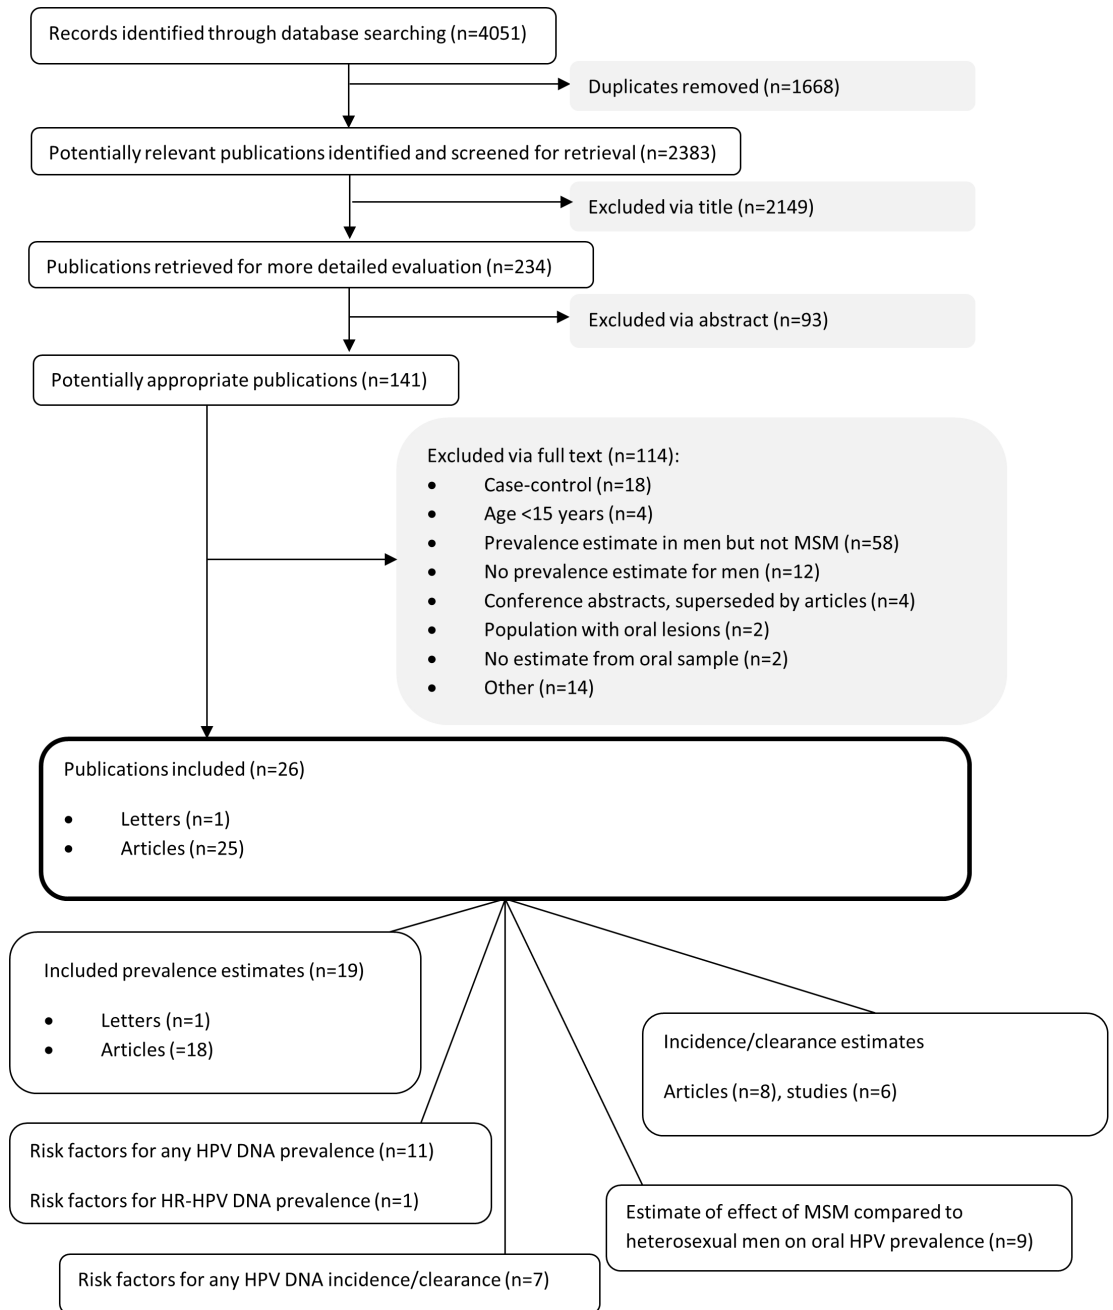 Records identified through database searching (n=4051)
Duplicates removed (n=1668)
Potentially relevant publications identified and screened for retrieval (n=2383)
Excluded via title (n=2149)
Publications retrieved for more detailed evaluation (n=234)
Excluded via abstract (n=93)
Potentially appropriate publications (n=141)
Excluded via full text (n=114):
• Case-control (n=18)
• Age <15 years (n=4)
• Prevalence estimate in men but not MSM (n=58)
• No prevalence estimate for men (n=12)
• Conference abstracts, superseded by articles (n=4)
• Population with oral lesions (n=2)
• No estimate from oral sample (n=2)
• Other (n=14)
Publications included (n=26)
• Letters (n=1)
• Articles (n=25)
Included prevalence estimates (n=19)
• Letters (n=1)
• Articles (=18)
Incidence/clearance estimates
Articles (n=8), studies (n=6)
Risk factors for any HPV DNA prevalence (n=11)
Risk factors for HR-HPV DNA prevalence (n=1)
Estimate of effect of MSM compared to
heterosexual men on oral HPV prevalence (n=9)
Risk factors for any HPV DNA incidence/clearance (n=7)